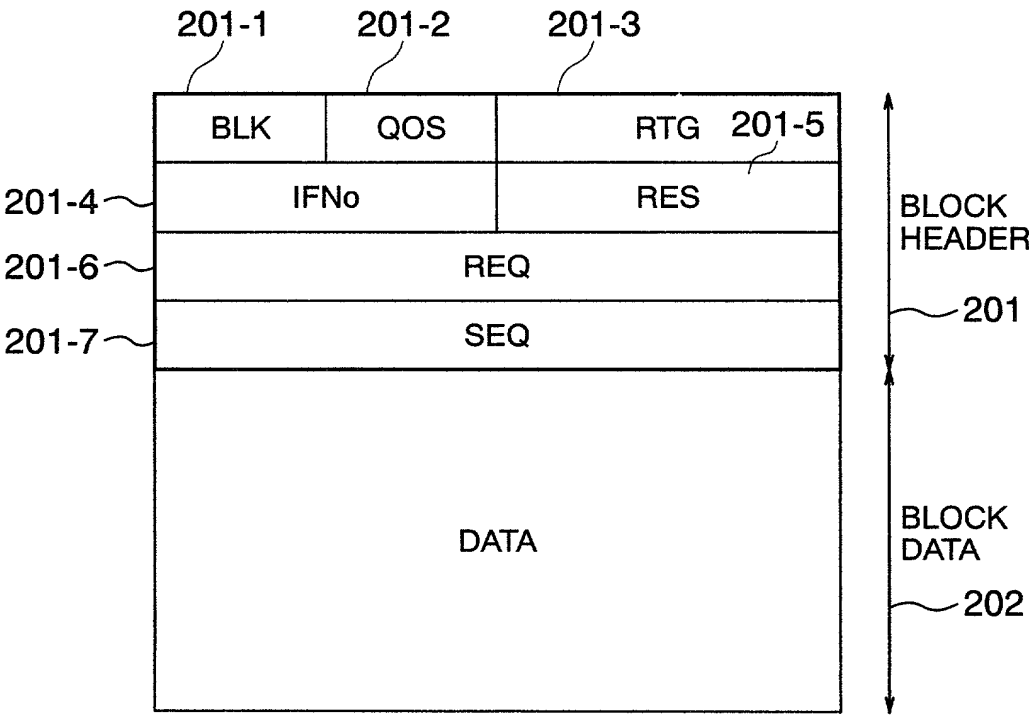 201-1 201-2 201-3
BLK QOS RTG 201-5
201-4 IFNo RES
BLOCK
HEADER
201-6 REQ
201
201-7 SEQ
DATA
BLOCK
DATA
202